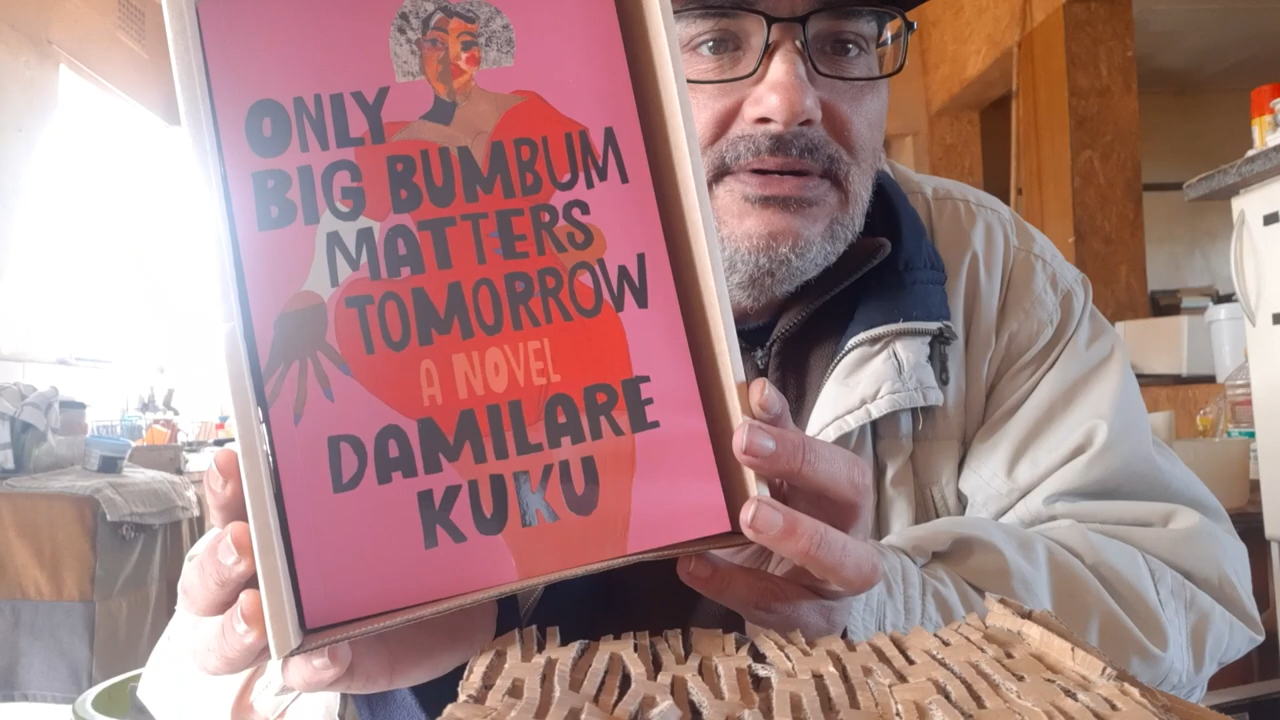 ONLY
BIG BUMBUM
MATTERS
TOMORROW
A NOVEL
DAMILARE
KUKU